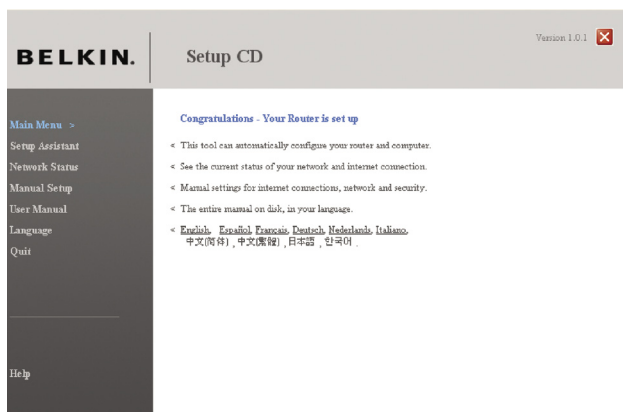 BELKIN.
Setup CD
Version 1.0.1
Main Menu >
Setup Assistant
Network Status
Manual Setup
User Manual
Language
Quit
Help
Congratulations - Your Router is set up
< This tool can automatically configure your router and computer.
< See the current status of your network and internet connection.
< Manual settings for internet connections, network and security.
< The entire manual on disk, in your language.
< English, Español, Français, Deutsch, Nederlands, Italiano,
中文(简体) , 中文(繁體) , 日本語 , 한국어 .